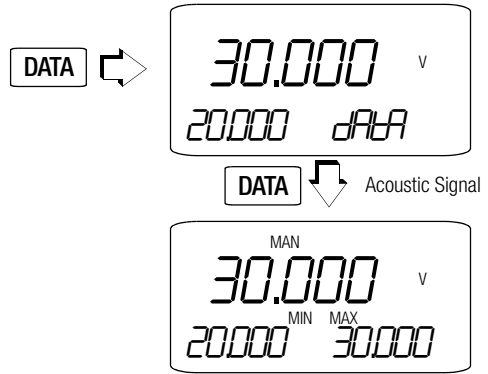 DATA
30.000 V
20.000 dAtA
DATA Acoustic Signal
MAN
30.000 V
MIN MAX
20.000 30.000